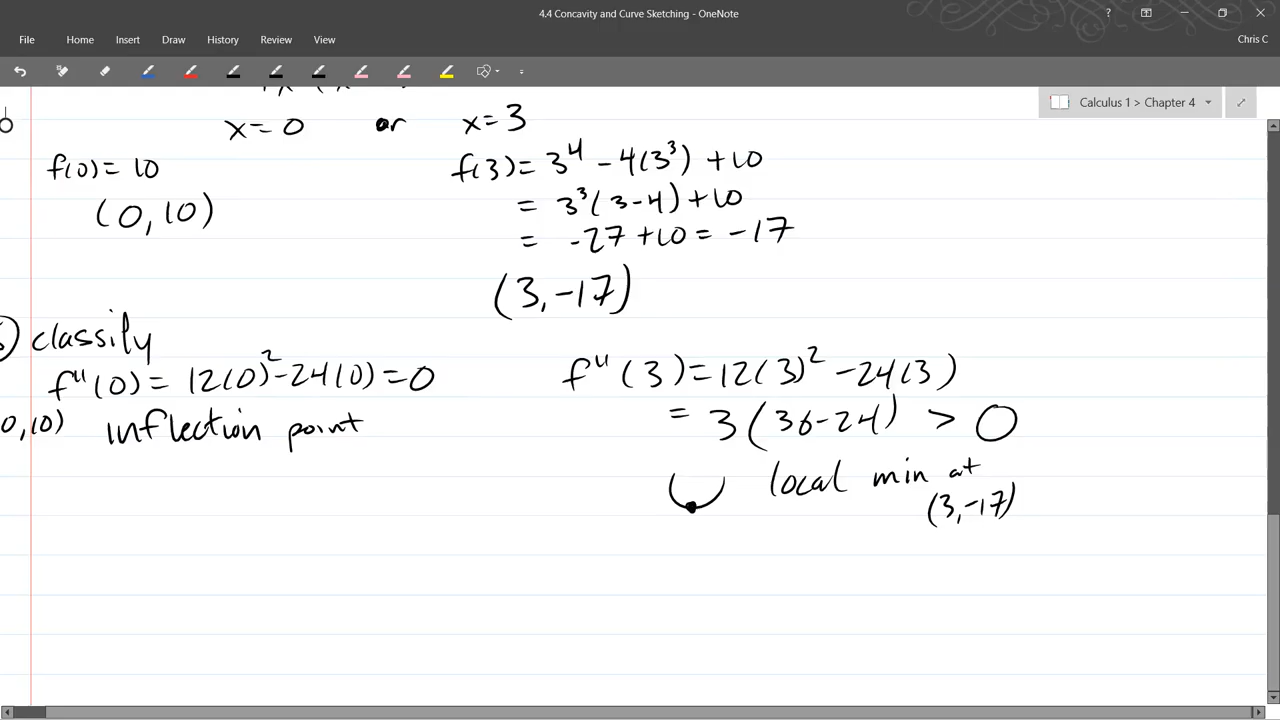 4.4 Concavity and Curve Sketching - OneNote
File Home Insert Draw History Review View
Chris C
Calculus 1 > Chapter 4
x = 0 or x = 3
f(0) = 10
(0, 10)
f(3) = 3⁴ - 4(3³) + 10
= 3³(3-4) + 10
= -27 + 10 = -17
(3, -17)
classify
f''(0) = 12(0)² - 24(0) = 0
0, 10) inflection point
f''(3) = 12(3)² - 24(3)
= 3(36-24) > 0
local min at
(3, -17)